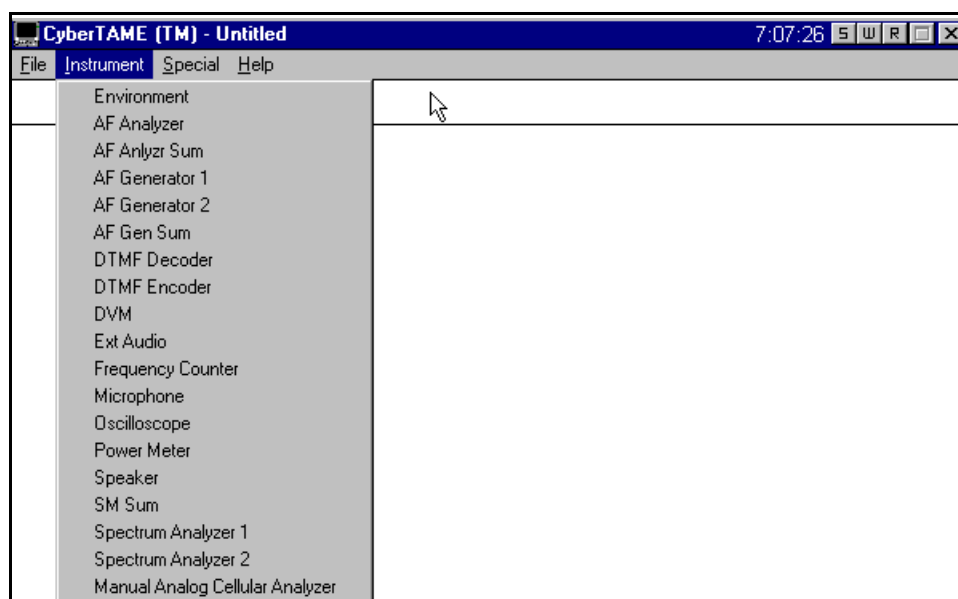 CyberTAME (TM) - Untitled 7:07:26 S W R
File Instrument Special Help
Environment
AF Analyzer
AF Anlyzr Sum
AF Generator 1
AF Generator 2
AF Gen Sum
DTMF Decoder
DTMF Encoder
DVM
Ext Audio
Frequency Counter
Microphone
Oscilloscope
Power Meter
Speaker
SM Sum
Spectrum Analyzer 1
Spectrum Analyzer 2
Manual Analog Cellular Analyzer